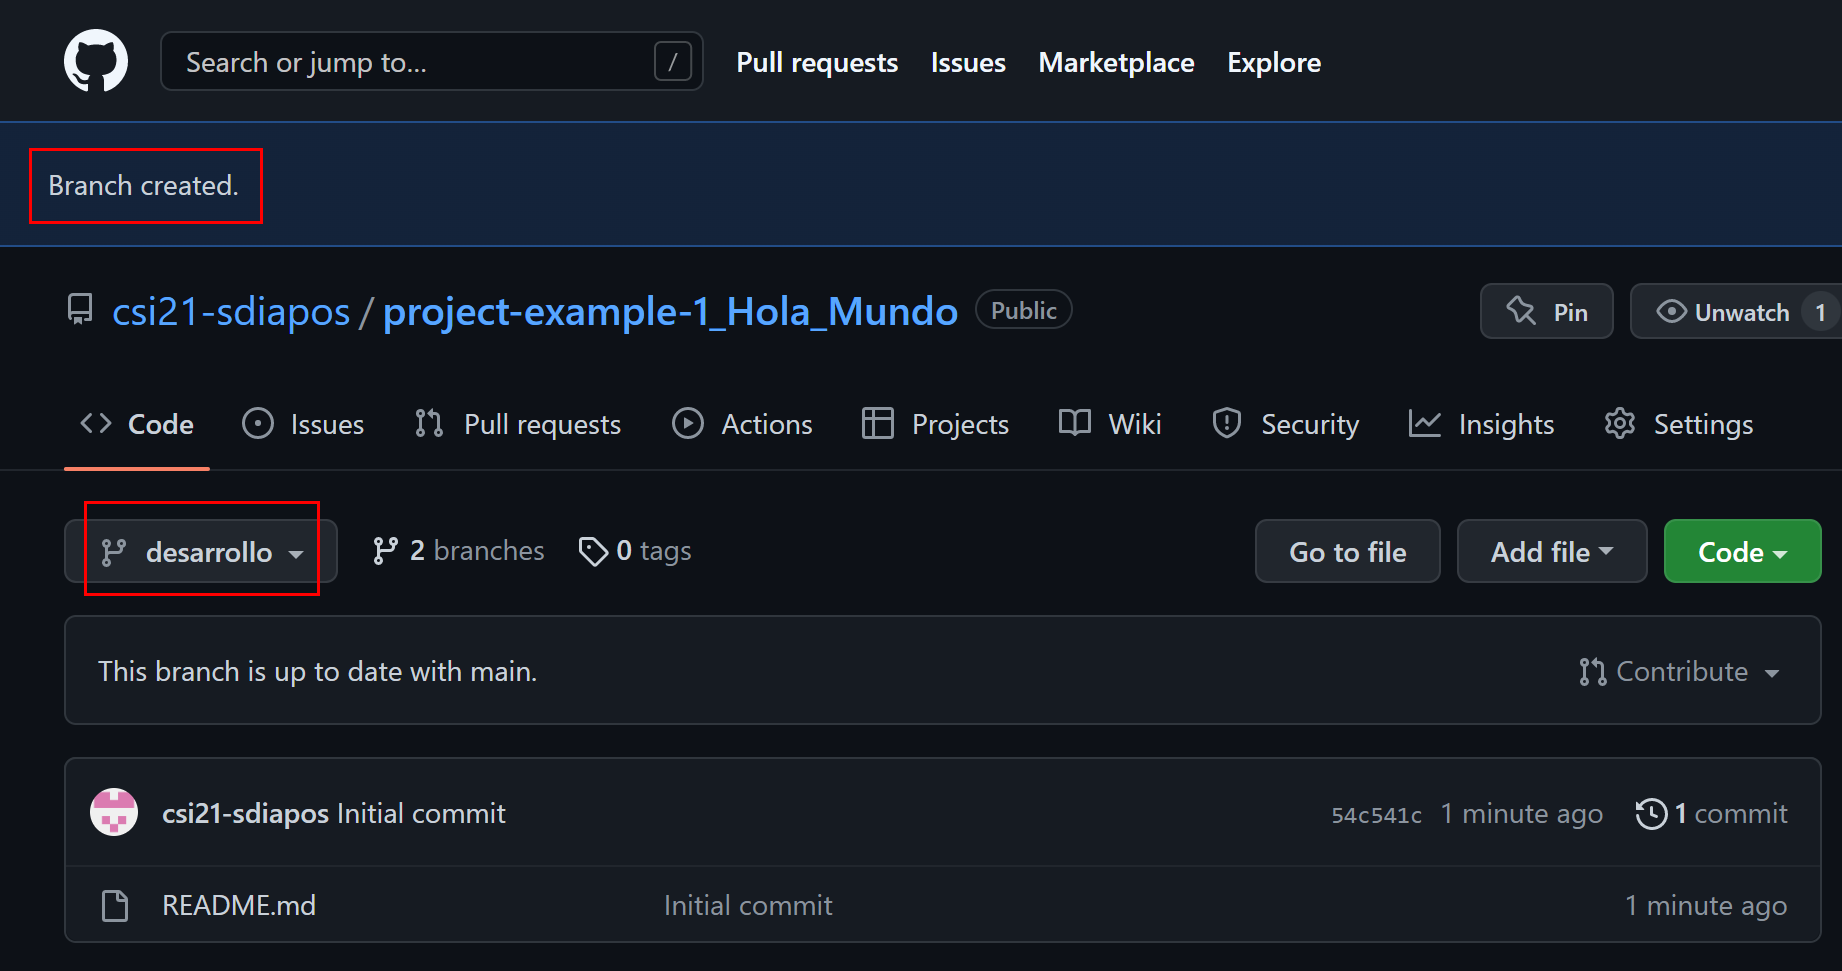 Search or jump to... / Pull requests Issues Marketplace Explore
Branch created.
csi21-sdiapos / project-example-1_Hola_Mundo Public Pin Unwatch 1
Code Issues Pull requests Actions Projects Wiki Security Insights Settings
desarrollo 2 branches 0 tags Go to file Add file Code
This branch is up to date with main. Contribute
csi21-sdiapos Initial commit 54c541c 1 minute ago 1 commit
README.md Initial commit 1 minute ago